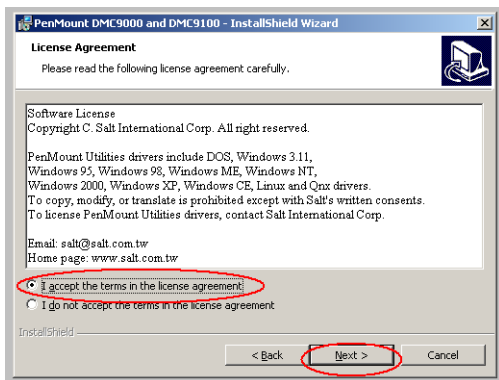 PenMount DMC9000 and DMC9100 - InstallShield Wizard
License Agreement
Please read the following license agreement carefully.
Software License
Copyright C. Salt International Corp. All right reserved.
PenMount Utilities drivers include DOS, Windows 3.11,
Windows 95, Windows 98, Windows ME, Windows NT,
Windows 2000, Windows XP, Windows CE, Linux and Qnx drivers.
To copy, modify, or translate is prohibited except with Salt's written consents.
To license PenMount Utilities drivers, contact Salt International Corp.
Email: salt@salt.com.tw
Home page: www.salt.com.tw
I accept the terms in the license agreement
I do not accept the terms in the license agreement
InstallShield
< Back Next > Cancel